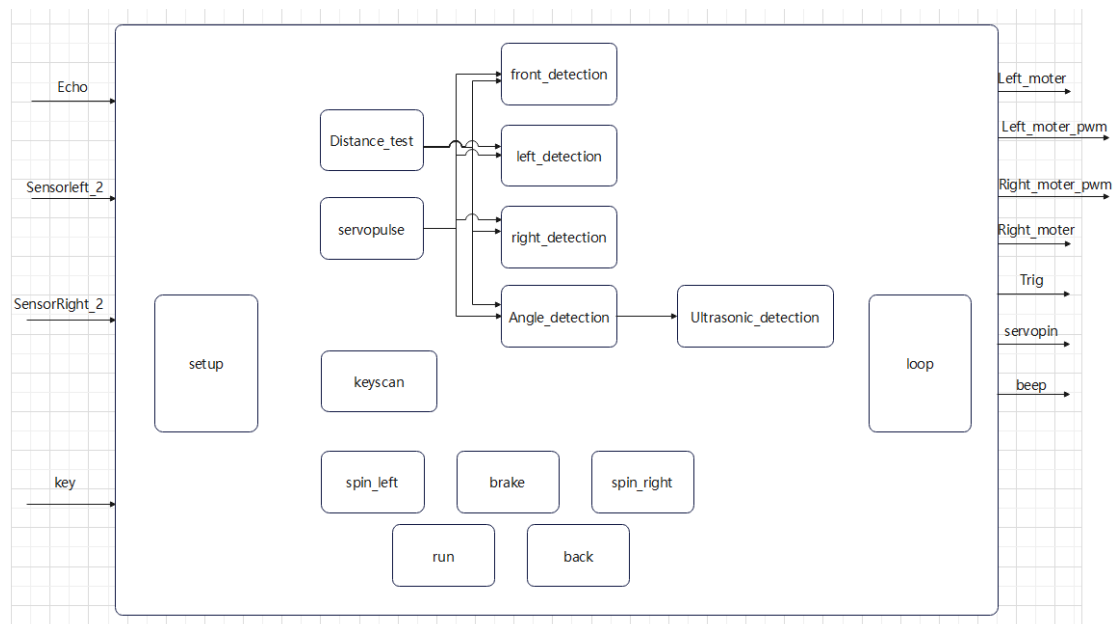 Echo
Sensorleft_2
SensorRight_2
key
setup
Distance_test
servopulse
front_detection
left_detection
right_detection
Angle_detection
Ultrasonic_detection
keyscan
spin_left
brake
spin_right
run
back
loop
Left_moter
Left_moter_pwm
Right_moter_pwm
Right_moter
Trig
servopin
beep